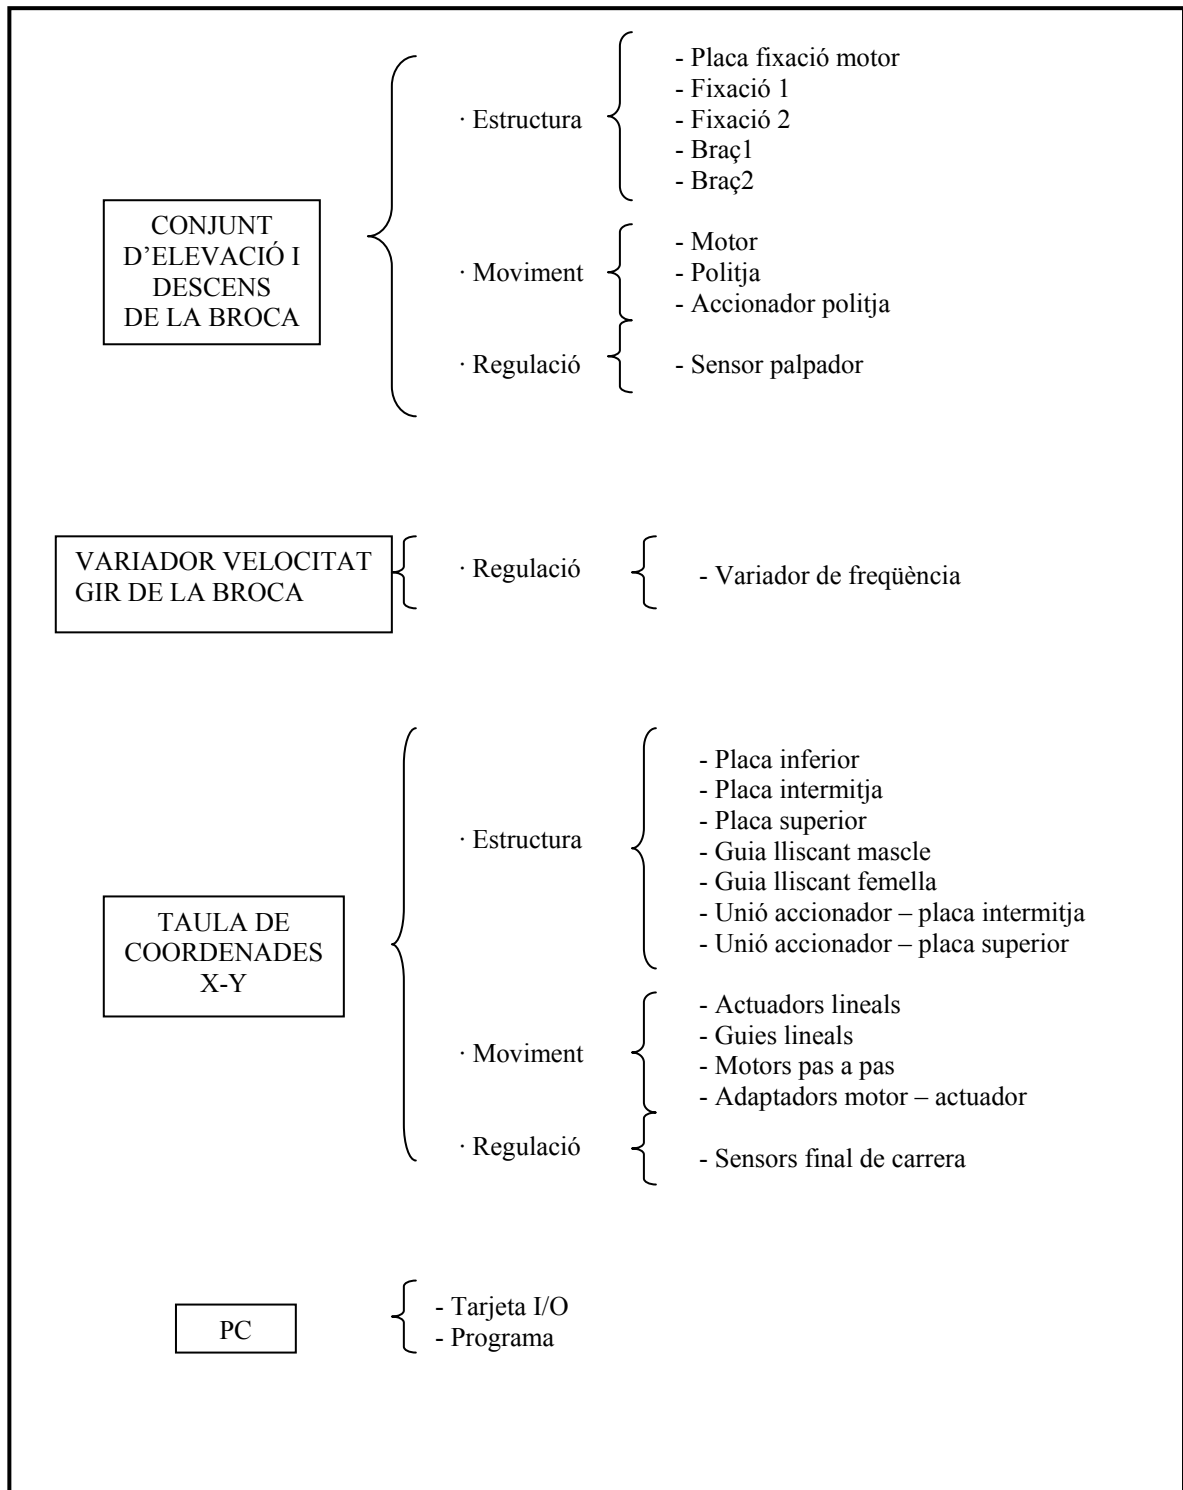 CONJUNT
D’ELEVACIÓ I
DESCENS
DE LA BROCA
· Estructura
- Placa fixació motor
- Fixació 1
- Fixació 2
- Braç1
- Braç2
· Moviment
- Motor
- Politja
- Accionador politja
· Regulació
- Sensor palpador
VARIADOR VELOCITAT
GIR DE LA BROCA
· Regulació
- Variador de freqüència
TAULA DE
COORDENADES
X-Y
· Estructura
- Placa inferior
- Placa intermitja
- Placa superior
- Guia lliscant mascle
- Guia lliscant femella
- Unió accionador – placa intermitja
- Unió accionador – placa superior
· Moviment
- Actuadors lineals
- Guies lineals
- Motors pas a pas
- Adaptadors motor – actuador
· Regulació
- Sensors final de carrera
PC
- Tarjeta I/O
- Programa